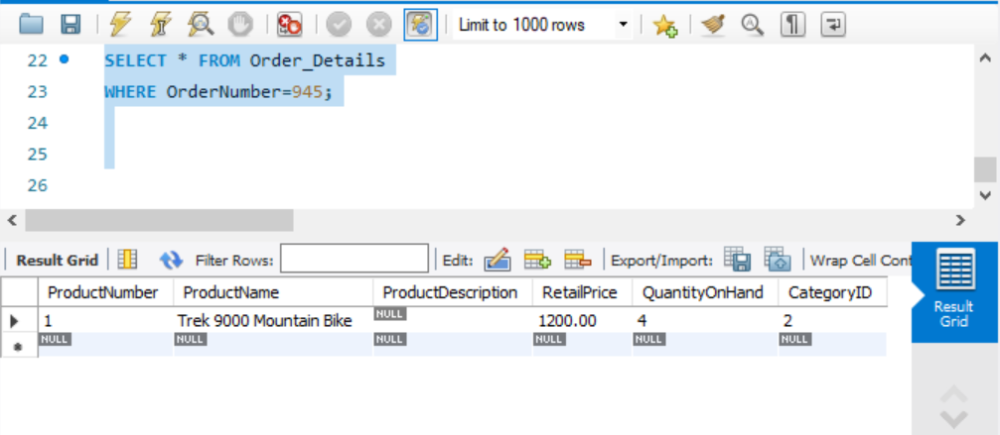 Limit to 1000 rows
22 SELECT * FROM Order_Details
23 WHERE OrderNumber=945;
24
25
26
Result Grid Filter Rows: Edit: Export/Import: Wrap Cell Cont
ProductNumber ProductName ProductDescription RetailPrice QuantityOnHand CategoryID
1 Trek 9000 Mountain Bike NULL 1200.00 4 2
NULL NULL NULL NULL NULL NULL
Result
Grid